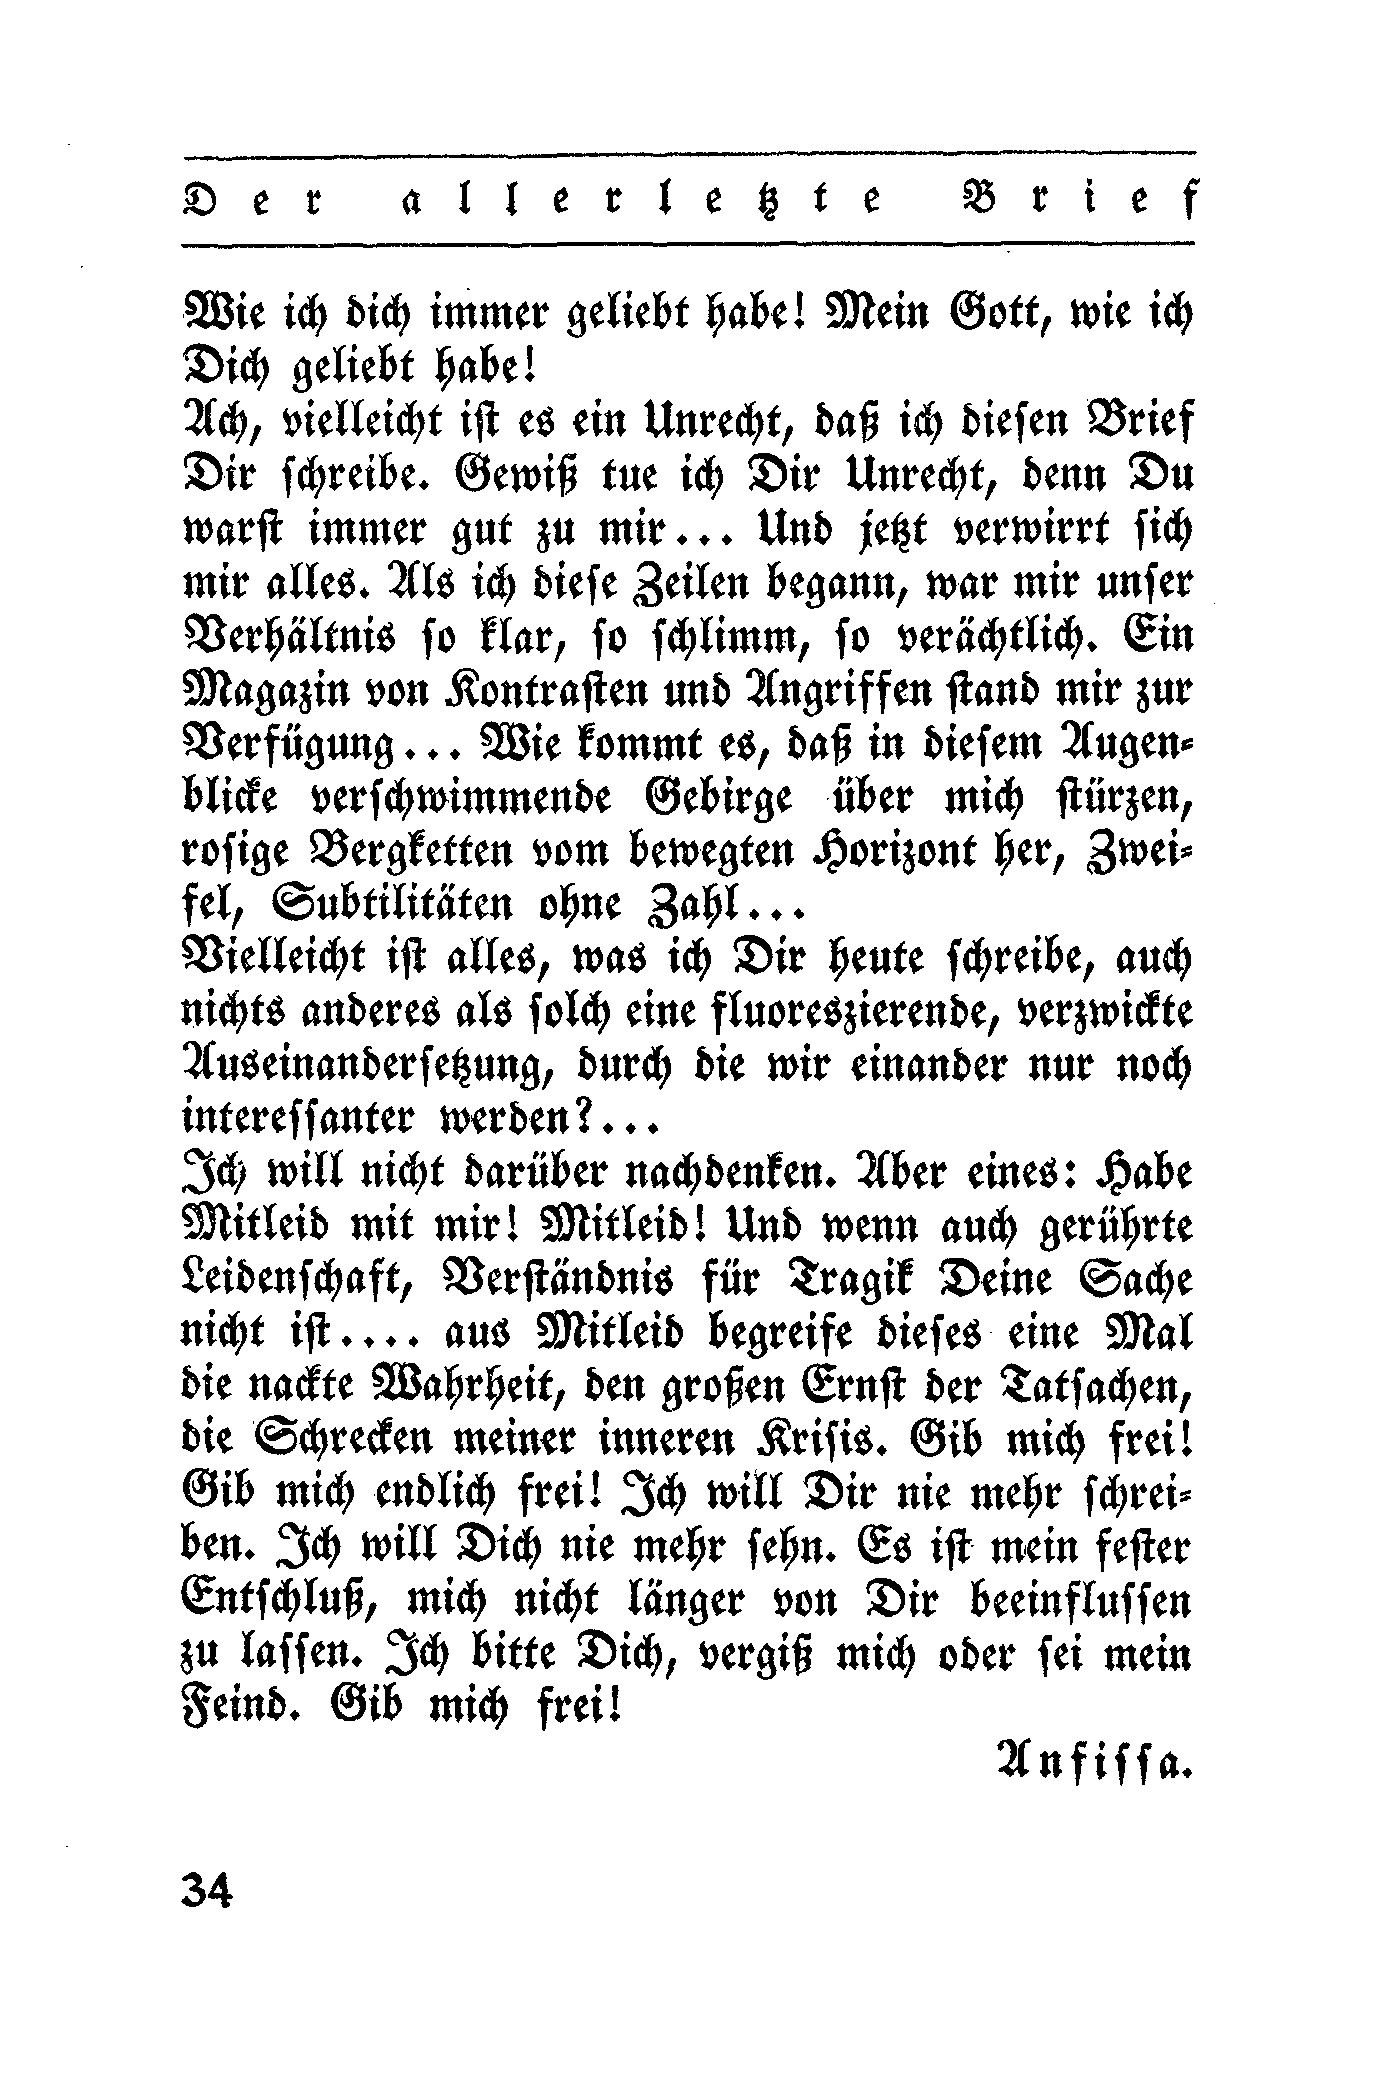 Der allerletzte Brief
Wie ich dich immer geliebt habe! Mein Gott, wie ich
Dich geliebt habe!
Ach, vielleicht ist es ein Unrecht, daß ich diesen Brief
Dir schreibe. Gewiß tue ich Dir Unrecht, denn Du
warst immer gut zu mir... Und jetzt verwirrt sich
mir alles. Als ich diese Zeilen begann, war mir unser
Verhältnis so klar, so schlimm, so verächtlich. Ein
Magazin von Kontrasten und Angriffen stand mir zur
Verfügung... Wie kommt es, daß in diesem Augen-
blicke verschwimmende Gebirge über mich stürzen,
rosige Bergketten vom bewegten Horizont her, Zwei-
fel, Subtilitäten ohne Zahl...
Vielleicht ist alles, was ich Dir heute schreibe, auch
nichts anderes als solch eine fluoreszierende, verzwickte
Auseinandersetzung, durch die wir einander nur noch
interessanter werden?...
Ich will nicht darüber nachdenken. Aber eines: Habe
Mitleid mit mir! Mitleid! Und wenn auch gerührte
Leidenschaft, Verständnis für Tragik Deine Sache
nicht ist.... aus Mitleid begreife dieses eine Mal
die nackte Wahrheit, den großen Ernst der Tatsachen,
die Schrecken meiner inneren Krisis. Gib mich frei!
Gib mich endlich frei! Ich will Dir nie mehr schrei-
ben. Ich will Dich nie mehr sehn. Es ist mein fester
Entschluß, mich nicht länger von Dir beeinflussen
zu lassen. Ich bitte Dich, vergiß mich oder sei mein
Feind. Gib mich frei!
Anfissa.
34